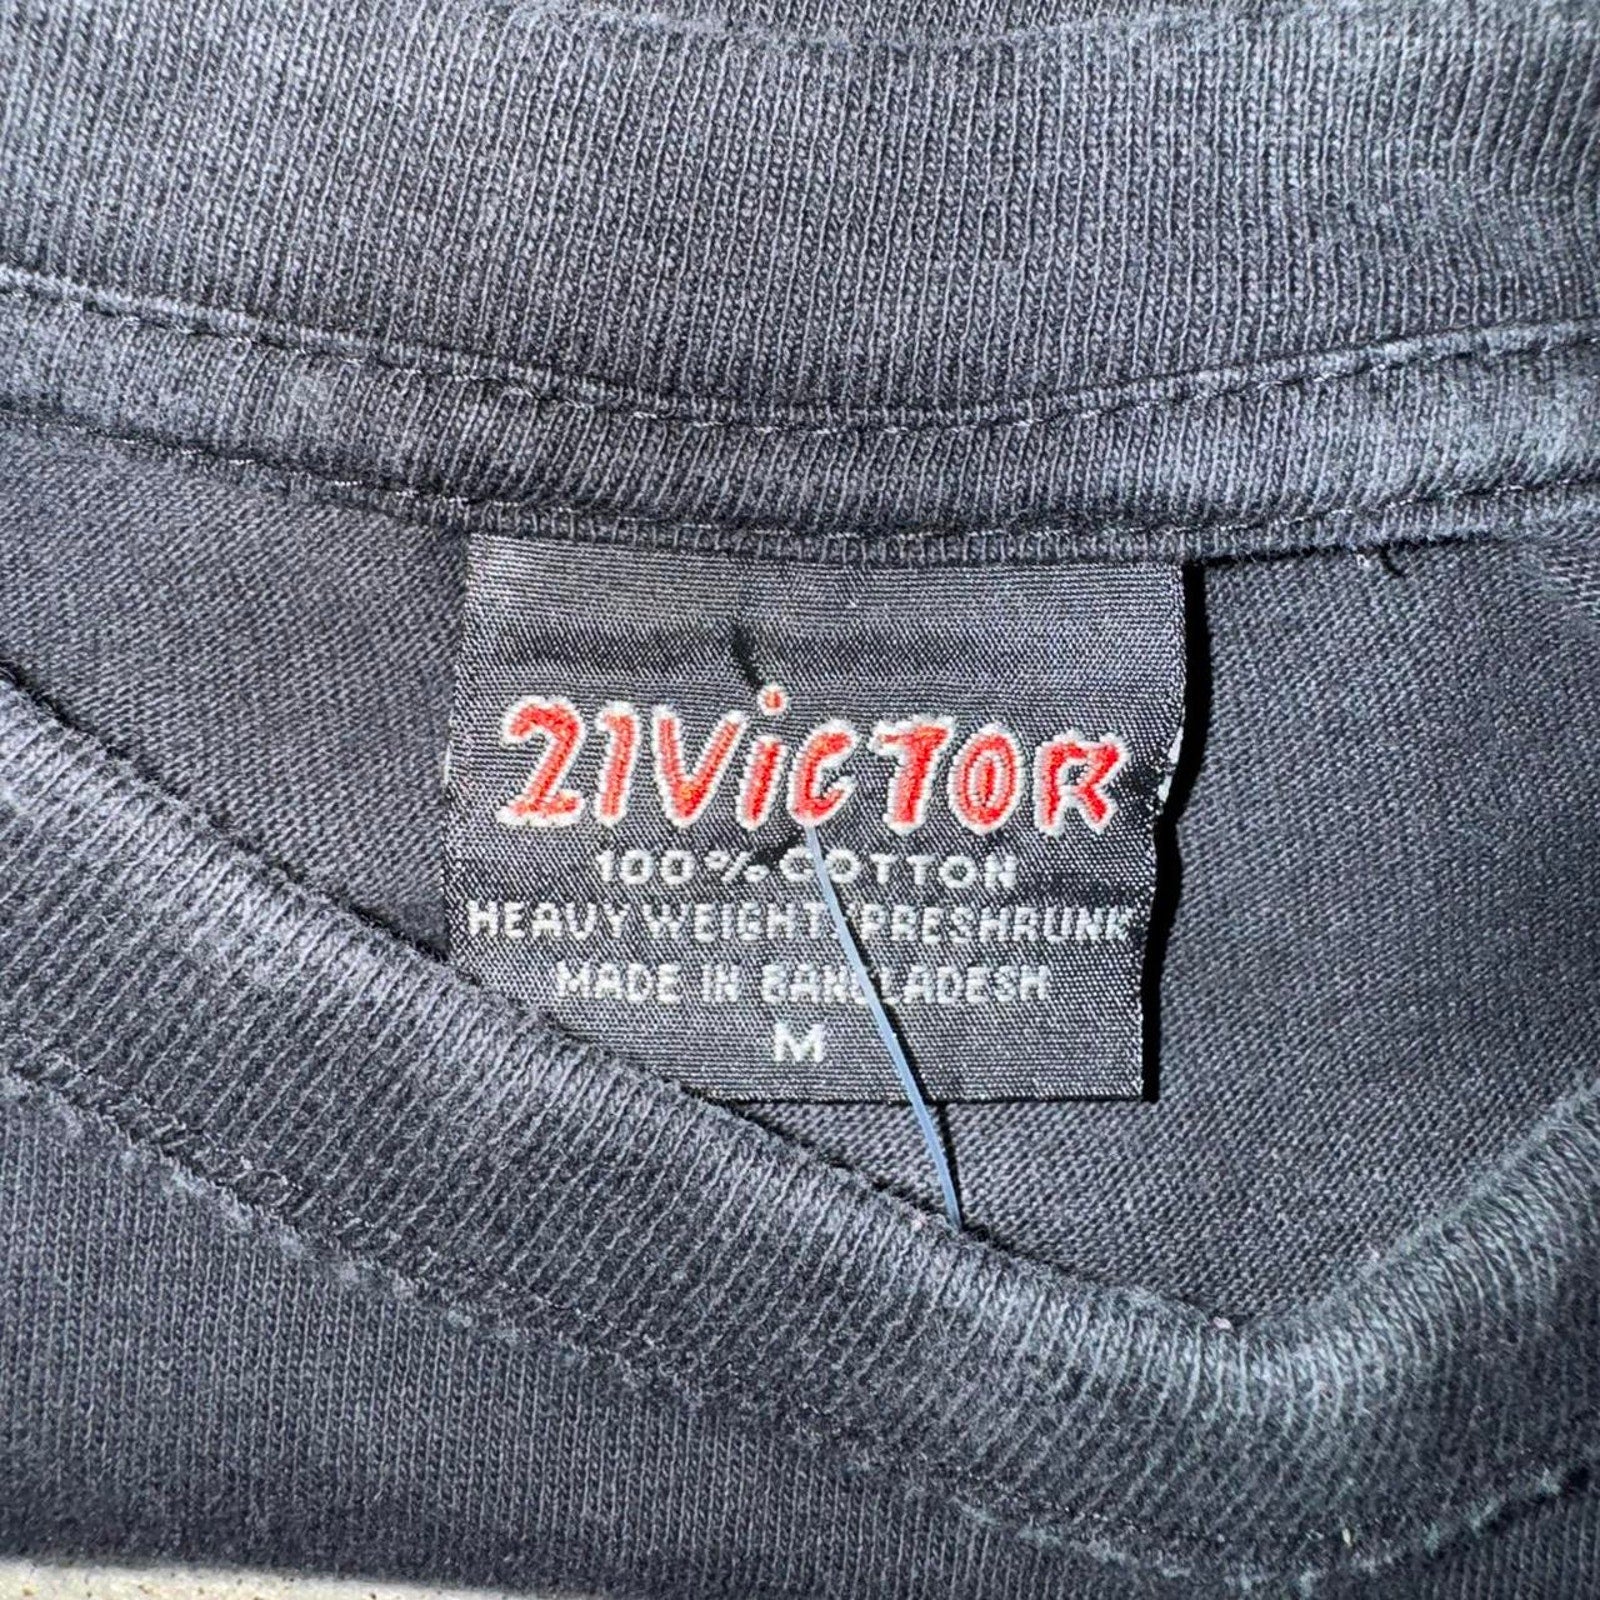 21VicTOR
100% COTTON
HEAVY WEIGHT PRESHRUNK
MADE IN BANGLADESH
M